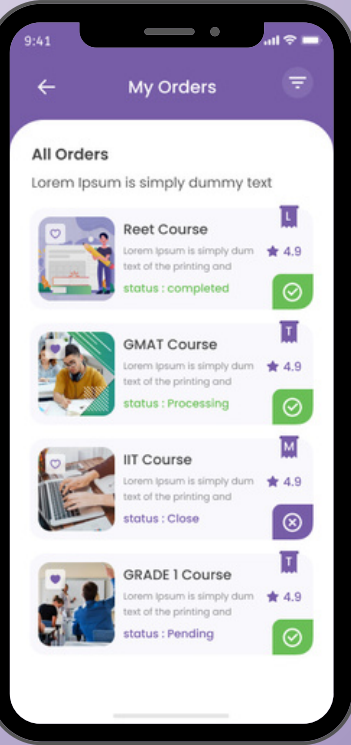 9:41
My Orders
All Orders
Lorem Ipsum is simply dummy text
L
Reet Course
Lorem Ipsum is simply dum
text of the printing and
4.9
status : completed
T
GMAT Course
Lorem Ipsum is simply dum
text of the printing and
4.9
status : Processing
M
IIT Course
Lorem Ipsum is simply dum
text of the printing and
4.9
status : Close
T
GRADE 1 Course
Lorem Ipsum is simply dum
text of the printing and
4.9
status : Pending